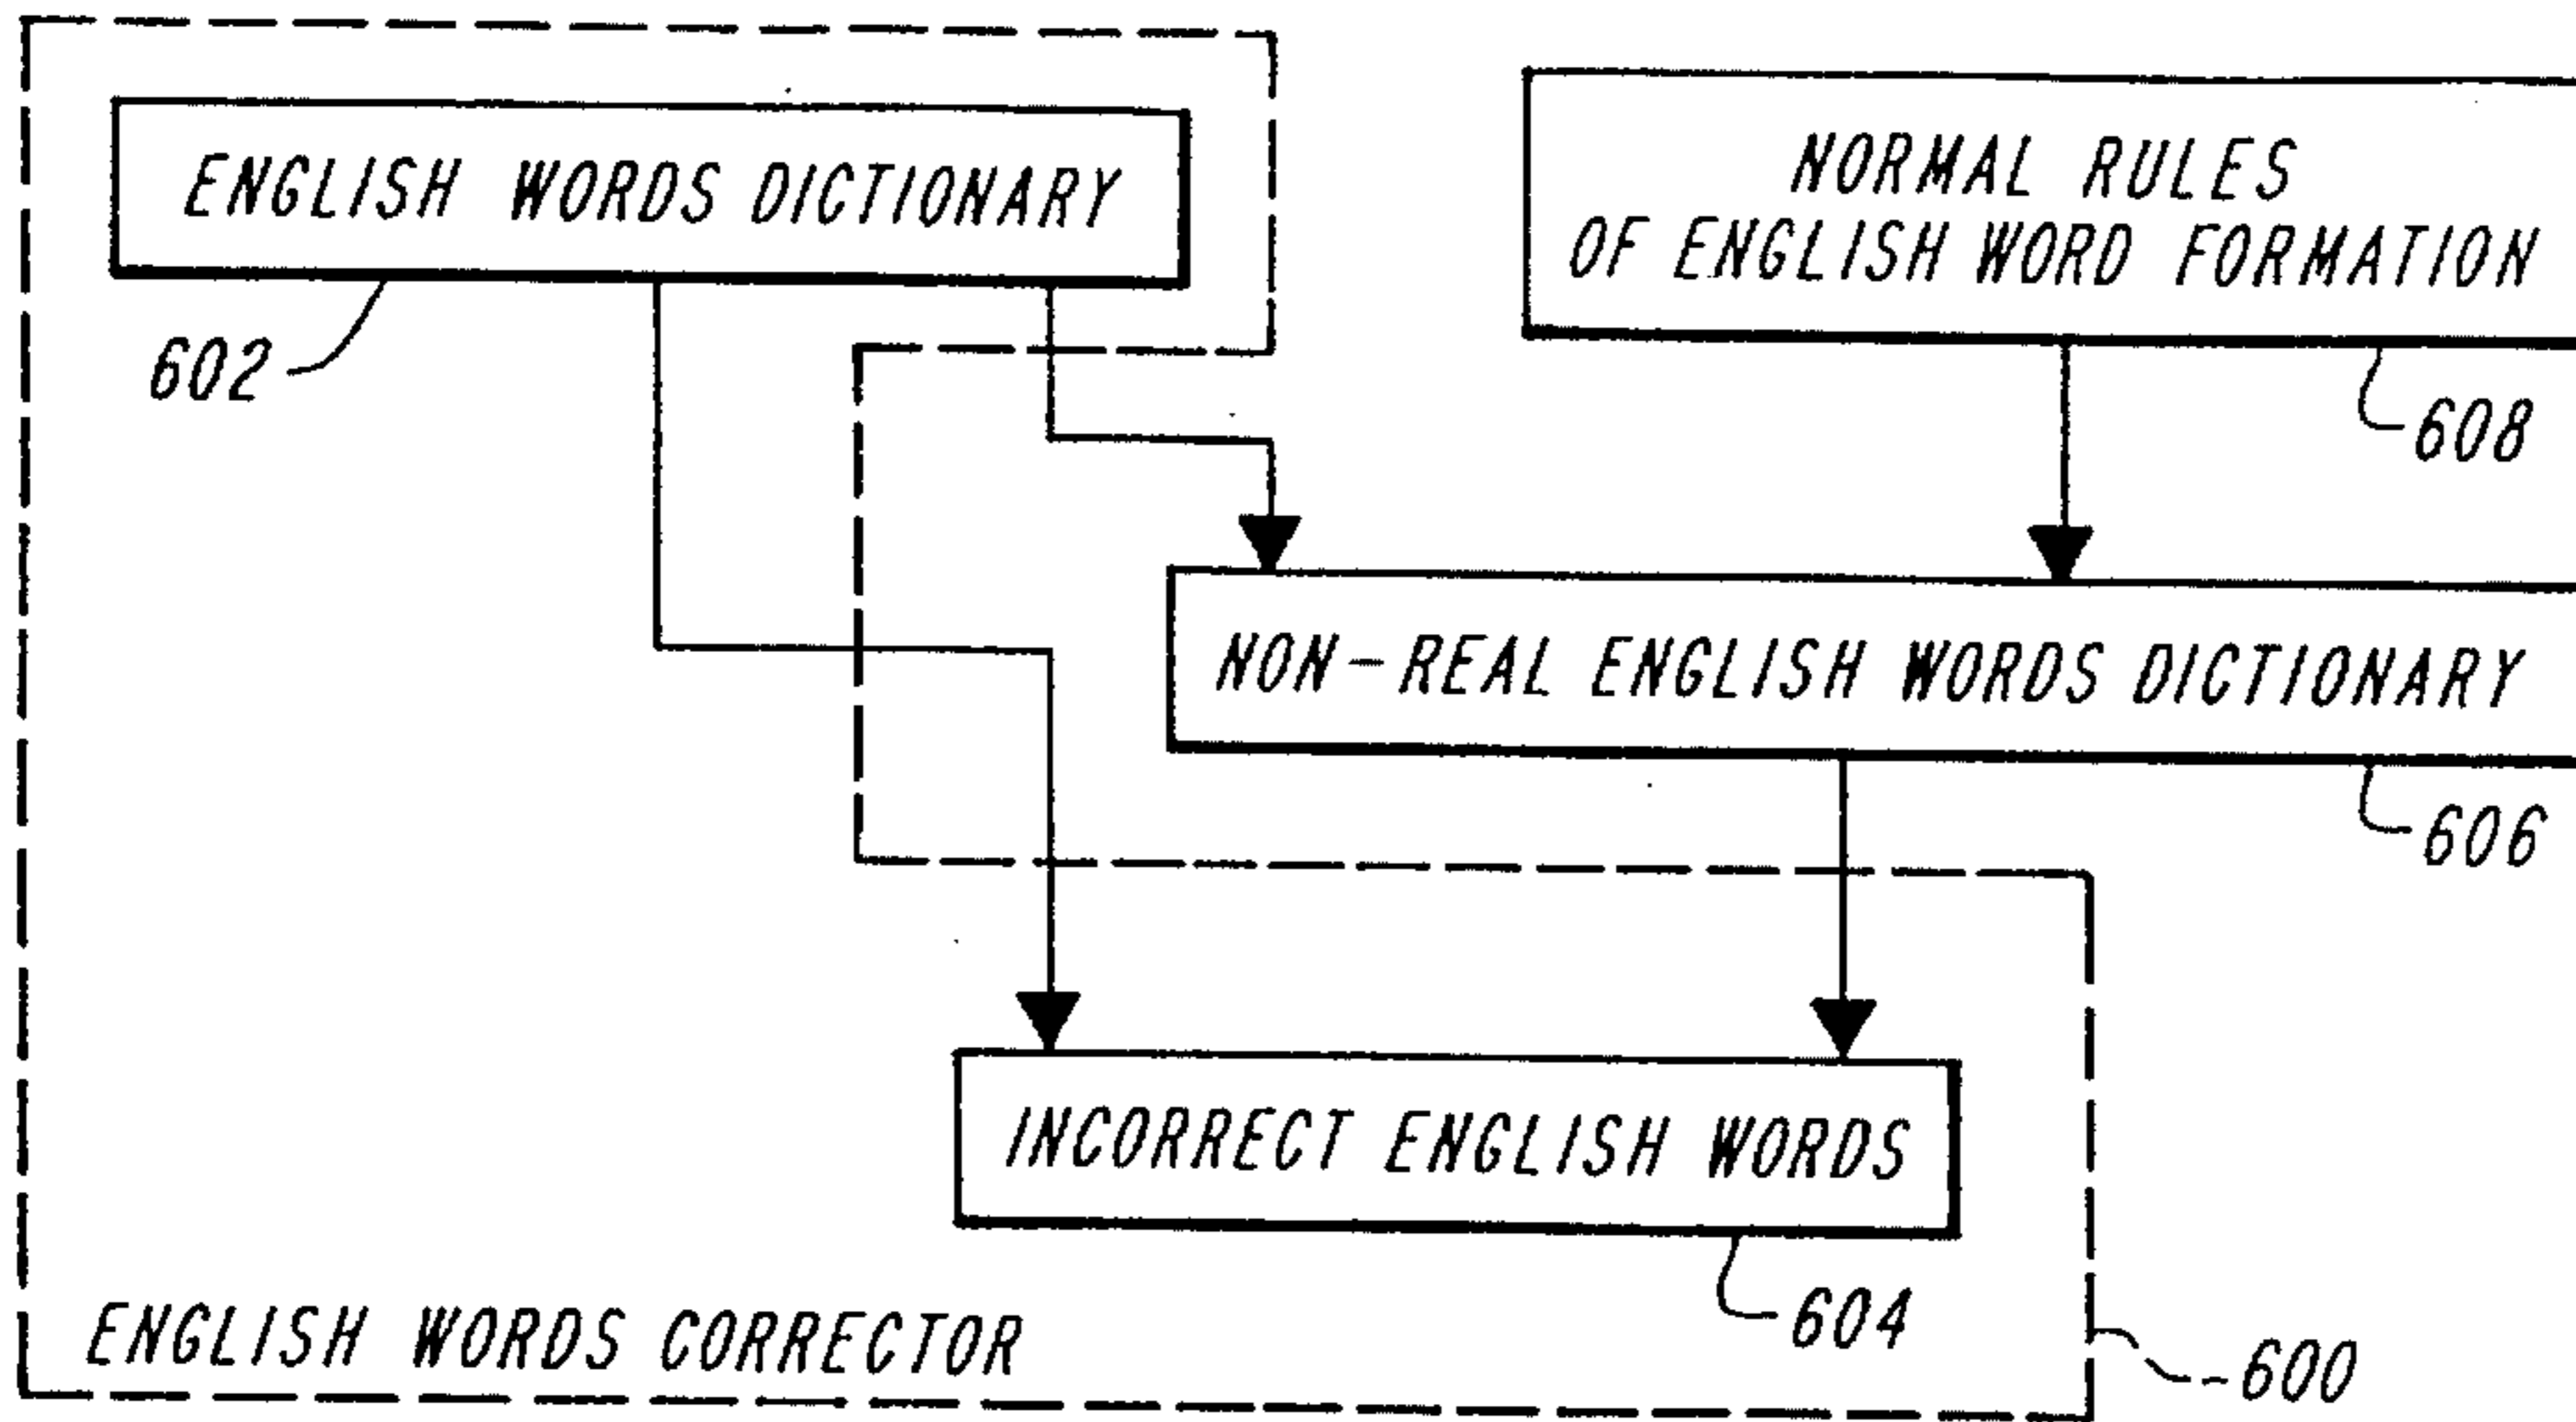 ENGLISH WORDS DICTIONARY
602
NORMAL RULES
OF ENGLISH WORD FORMATION
608
NON-REAL ENGLISH WORDS DICTIONARY
606
INCORRECT ENGLISH WORDS
604
ENGLISH WORDS CORRECTOR
600